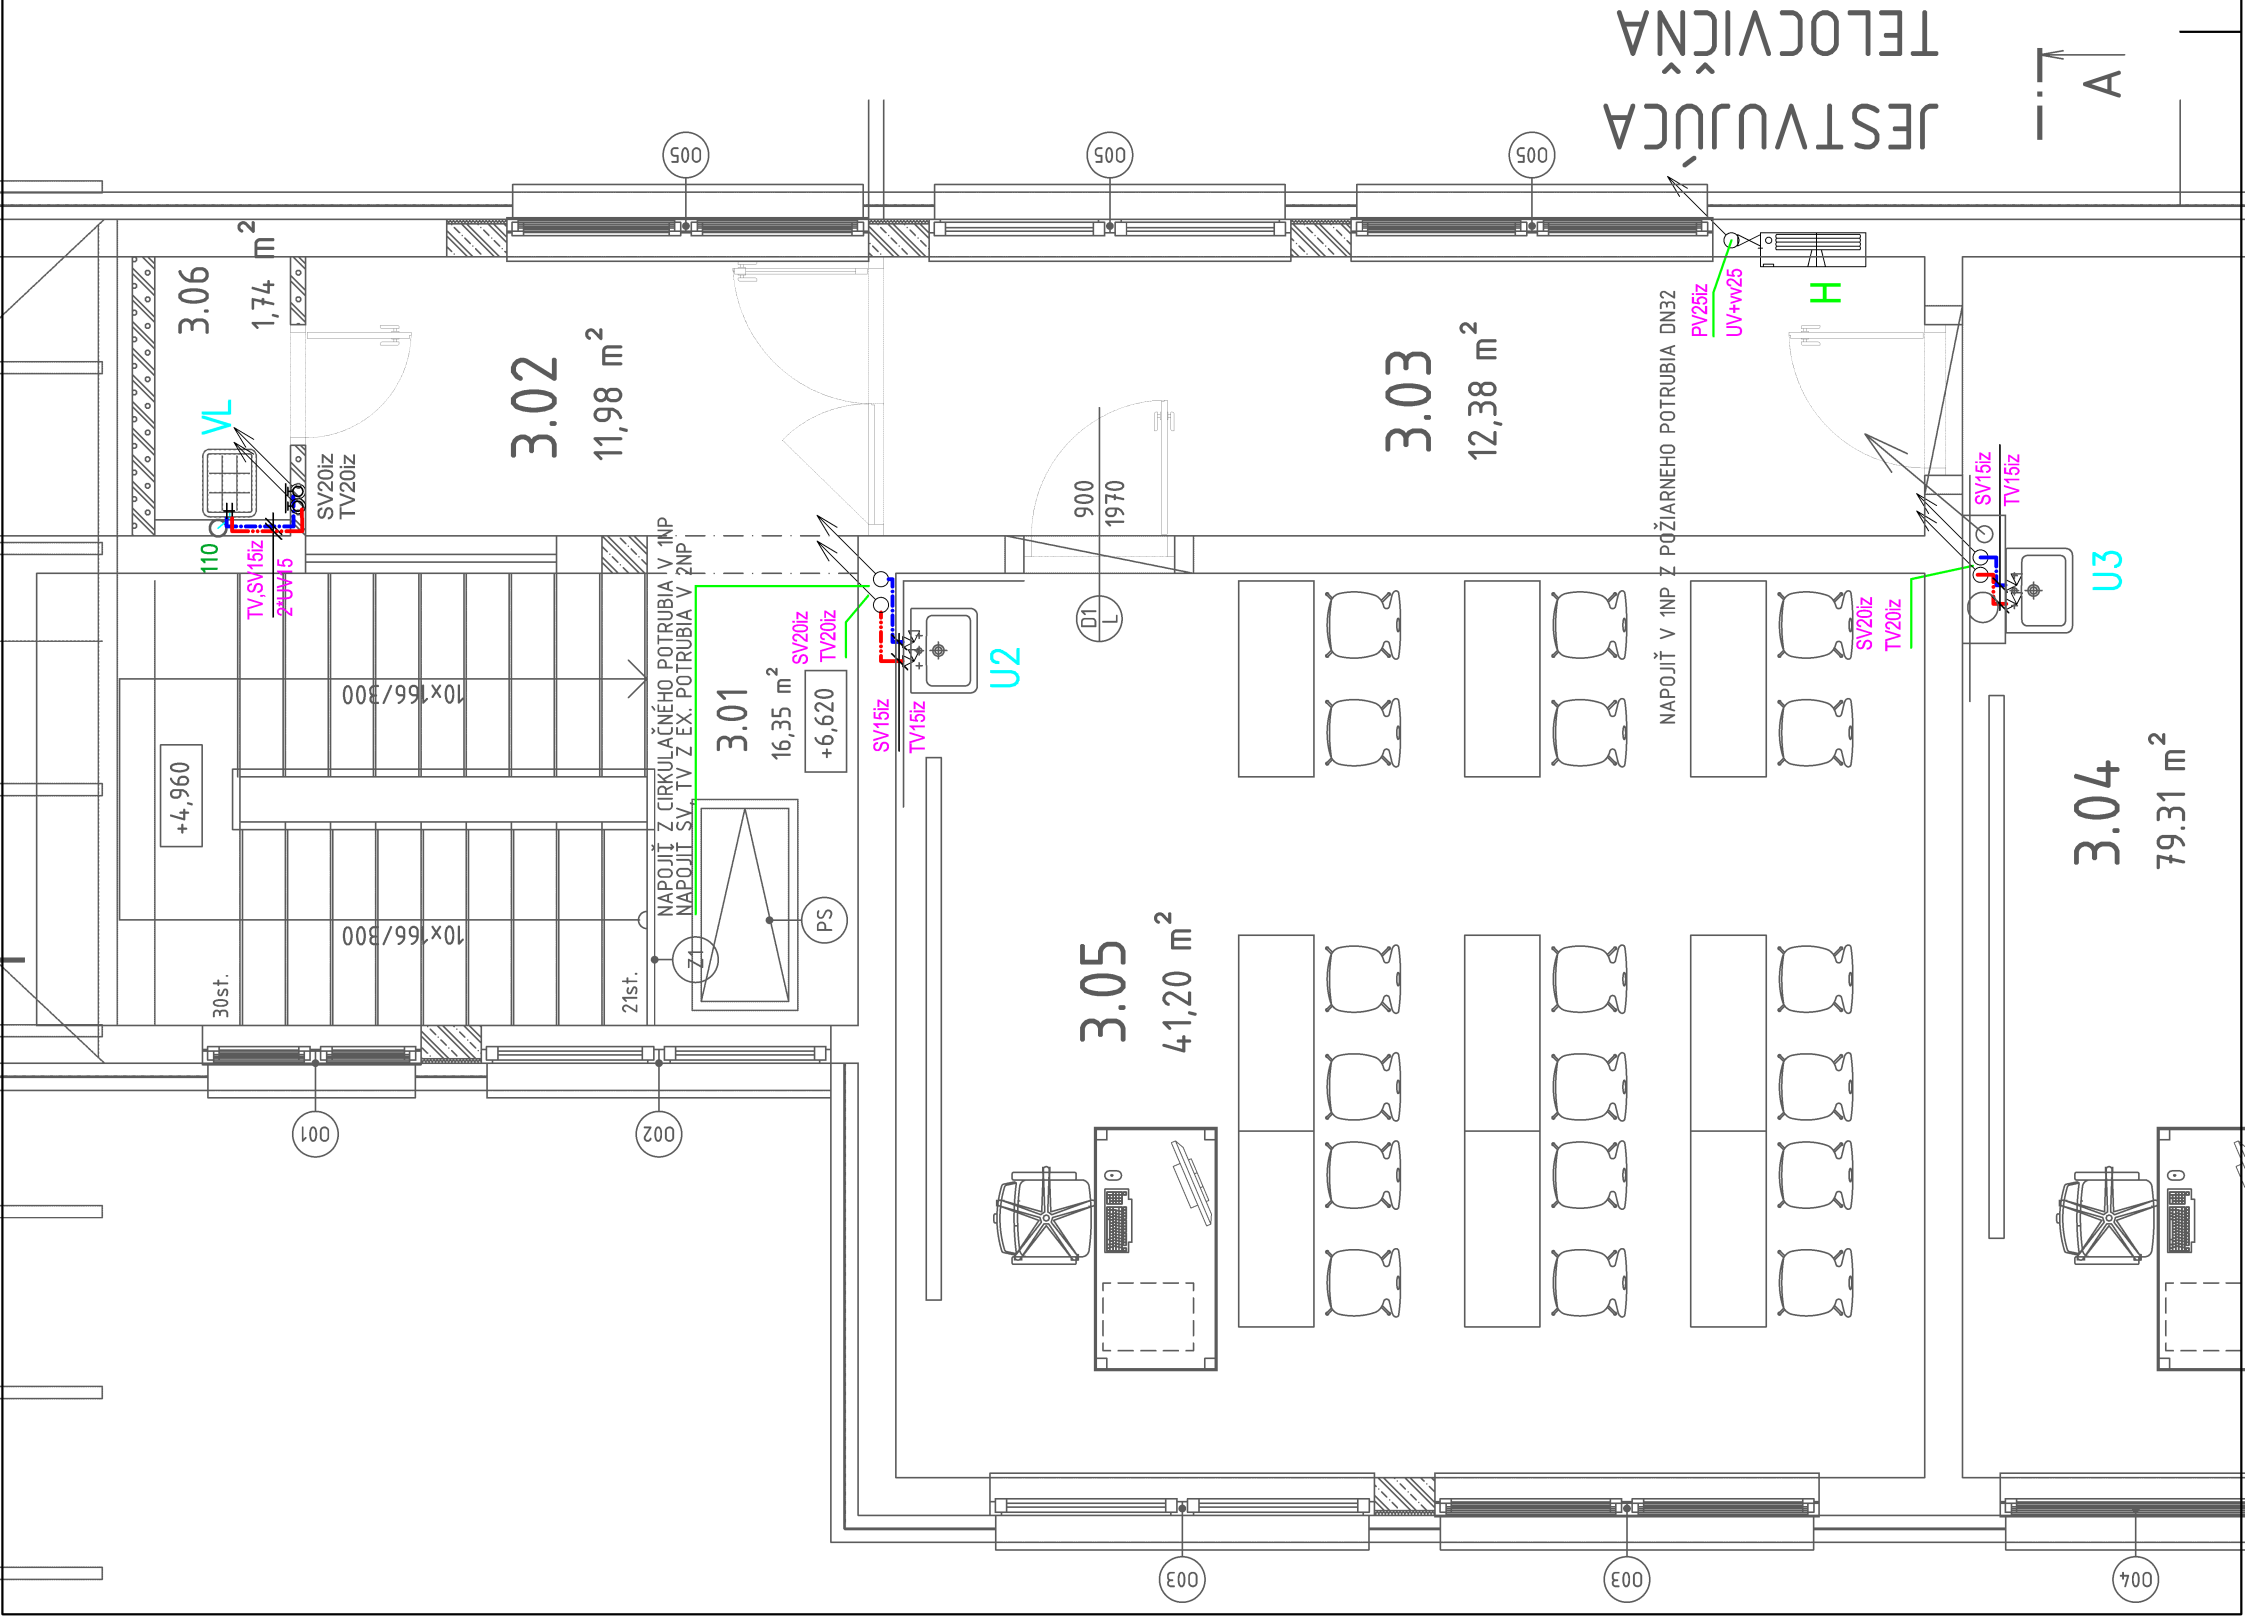 JESTVUJÚCA
TELOCVIČŇA
A
005
005
005
3.06
1,74 m²
VL
SV20iz
TV20iz
110
TV,SV15iz
2*UV15
3.02
11,98 m²
3.03
12,38 m²
900
1970
D1
L
PV25iz
UV+vv25
H
NAPOJIŤ V 1NP Z POŽIARNEHO POTRUBIA DN32
SV15iz
TV15iz
U3
SV20iz
TV20iz
NAPOJIŤ Z CIRKULAČNÉHO POTRUBIA V 1NP
NAPOJIŤ SV, TV Z EX. POTRUBIA V 2NP
SV20iz
TV20iz
SV15iz
TV15iz
U2
3.01
16,35 m²
+6,620
10x166/300
10x166/300
+4,960
30st.
21st.
Z1
PS
3.05
41,20 m²
3.04
79.31 m²
001
002
003
003
004